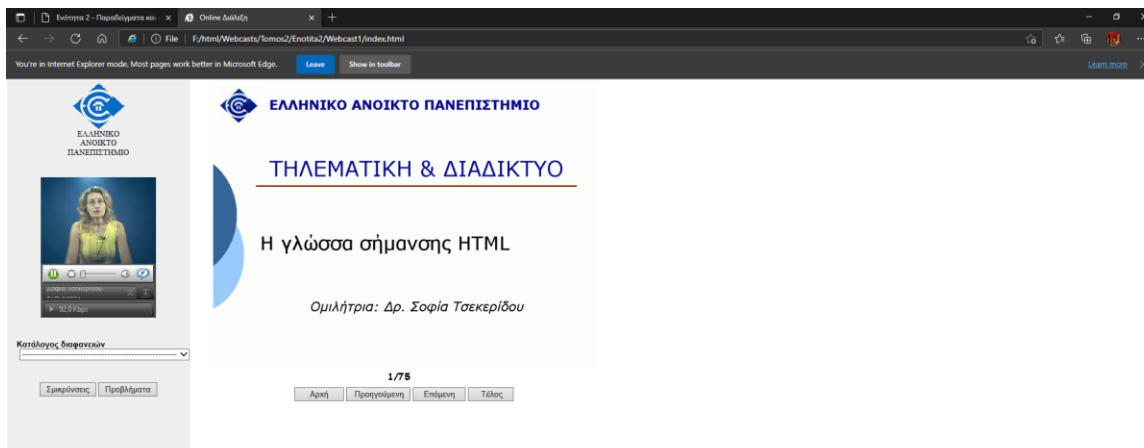 Ενότητα 2 - Παραδείγματα και
Online Διάλεξη
File
F:/html/Webcasts/Tomos2/Enotita2/Webcast1/index.html
You're in Internet Explorer mode. Most pages work better in Microsoft Edge.
Leave
Show in toolbar
Learn more
ΕΛΛΗΝΙΚΟ
ΑΝΟΙΚΤΟ
ΠΑΝΕΠΙΣΤΗΜΙΟ
92.0 Kbps
Κατάλογος διαφανειών
Σμικρύνσεις
Προβλήματα
ΕΛΛΗΝΙΚΟ ΑΝΟΙΚΤΟ ΠΑΝΕΠΙΣΤΗΜΙΟ
ΤΗΛΕΜΑΤΙΚΗ & ΔΙΑΔΙΚΤΥΟ
Η γλώσσα σήμανσης HTML
Ομιλήτρια: Δρ. Σοφία Τσεκερίδου
1/75
Αρχή
Προηγούμενη
Επόμενη
Τέλος